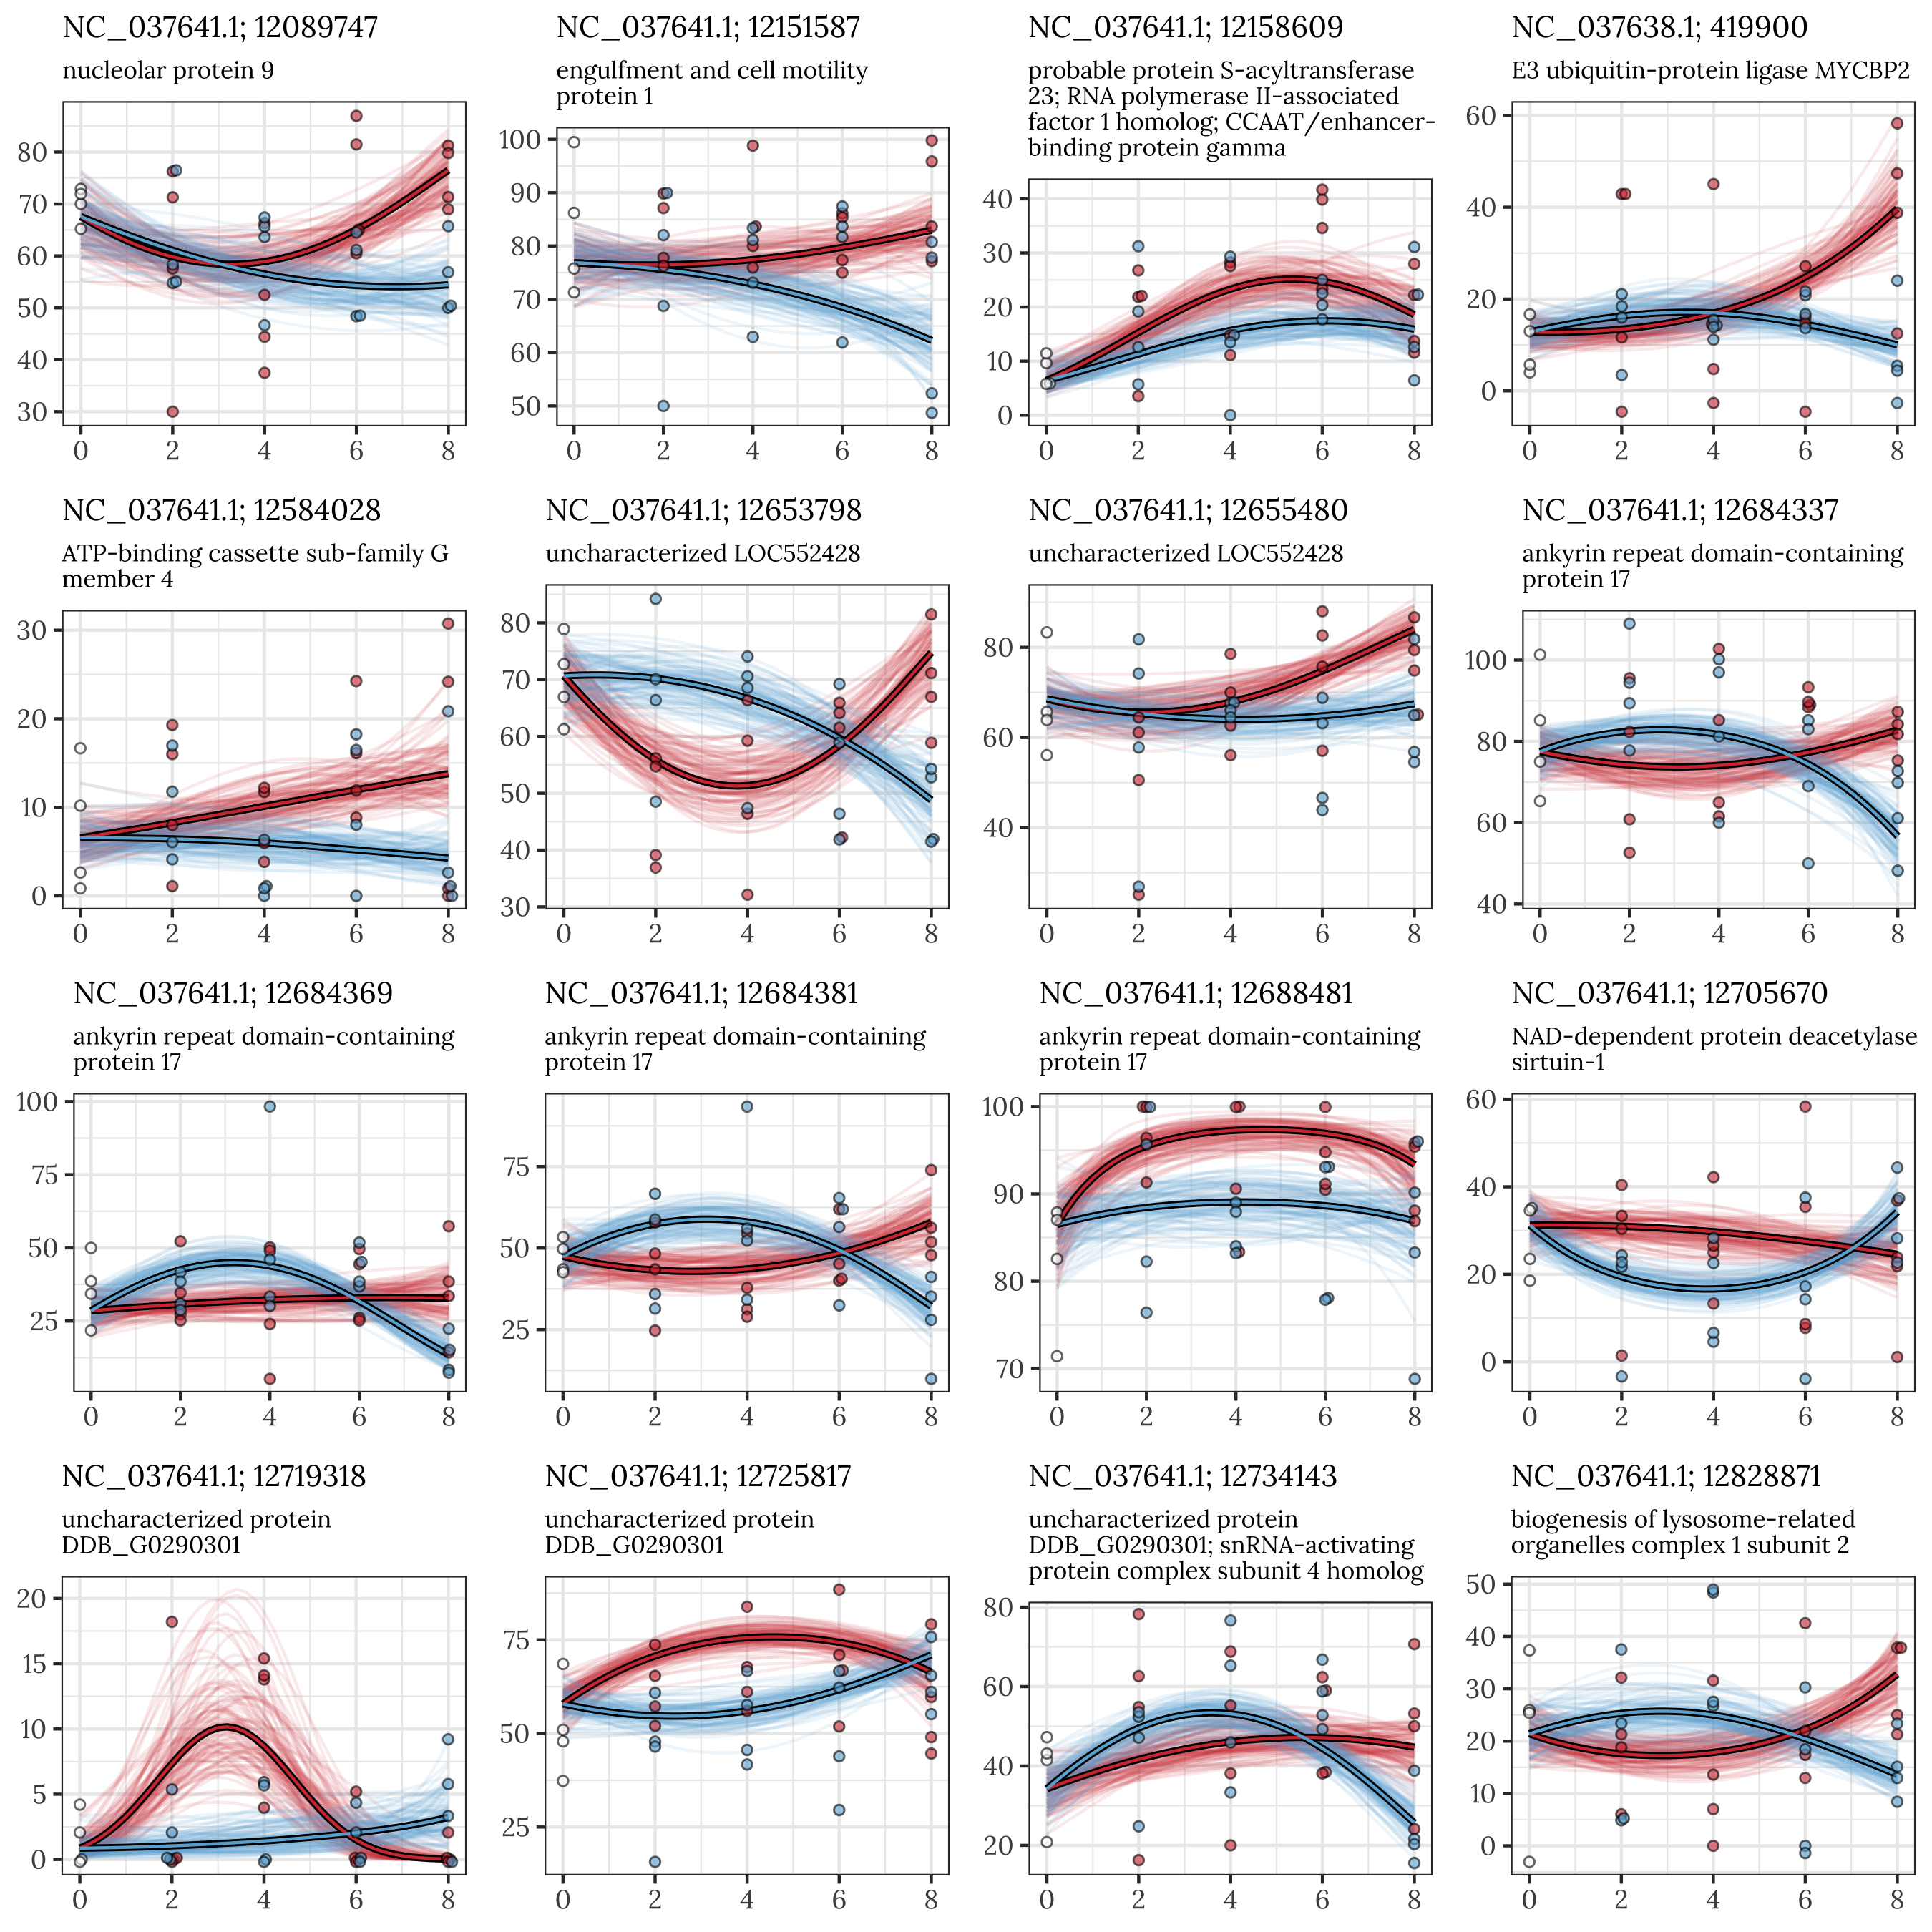 NC_037641.1; 12089747
nucleolar protein 9
80
70
60
50
40
30
0 2 4 6 8
NC_037641.1; 12151587
engulfment and cell motility
protein 1
100
90
80
70
60
50
0 2 4 6 8
NC_037641.1; 12158609
probable protein S-acyltransferase
23; RNA polymerase II-associated
factor 1 homolog; CCAAT/enhancer-
binding protein gamma
40
30
20
10
0
0 2 4 6 8
NC_037638.1; 419900
E3 ubiquitin-protein ligase MYCBP2
60
40
20
0
0 2 4 6 8
NC_037641.1; 12584028
ATP-binding cassette sub-family G
member 4
30
20
10
0
0 2 4 6 8
NC_037641.1; 12653798
uncharacterized LOC552428
80
70
60
50
40
30
0 2 4 6 8
NC_037641.1; 12655480
uncharacterized LOC552428
80
60
40
0 2 4 6 8
NC_037641.1; 12684337
ankyrin repeat domain-containing
protein 17
100
80
60
40
0 2 4 6 8
NC_037641.1; 12684369
ankyrin repeat domain-containing
protein 17
100
75
50
25
0 2 4 6 8
NC_037641.1; 12684381
ankyrin repeat domain-containing
protein 17
75
50
25
0 2 4 6 8
NC_037641.1; 12688481
ankyrin repeat domain-containing
protein 17
100
90
80
70
0 2 4 6 8
NC_037641.1; 12705670
NAD-dependent protein deacetylase
sirtuin-1
60
40
20
0
0 2 4 6 8
NC_037641.1; 12719318
uncharacterized protein
DDB_G0290301
20
15
10
5
0
0 2 4 6 8
NC_037641.1; 12725817
uncharacterized protein
DDB_G0290301
75
50
25
0 2 4 6 8
NC_037641.1; 12734143
uncharacterized protein
DDB_G0290301; snRNA-activating
protein complex subunit 4 homolog
80
60
40
20
0 2 4 6 8
NC_037641.1; 12828871
biogenesis of lysosome-related
organelles complex 1 subunit 2
50
40
30
20
10
0
0 2 4 6 8